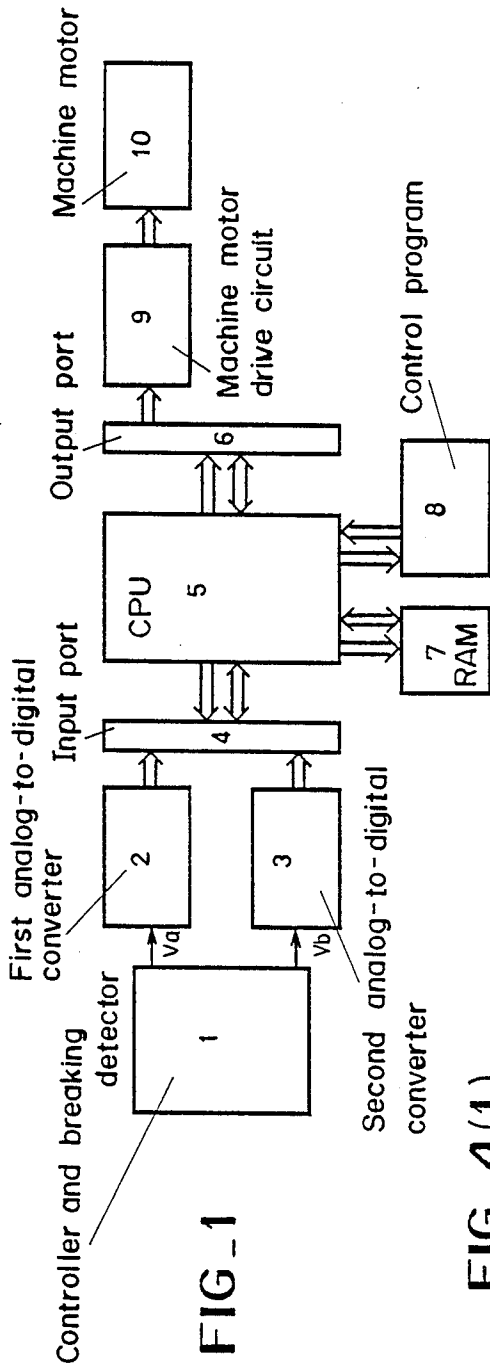 Controller and breaking
detector
1
Va
Vb
First analog-to-digital
converter
2
Second analog-to-digital
converter
3
Input port
4
CPU
5
Output port
6
7
RAM
8
Control program
9
Machine motor
drive circuit
Machine motor
10
FIG_1
FIG_4(1)